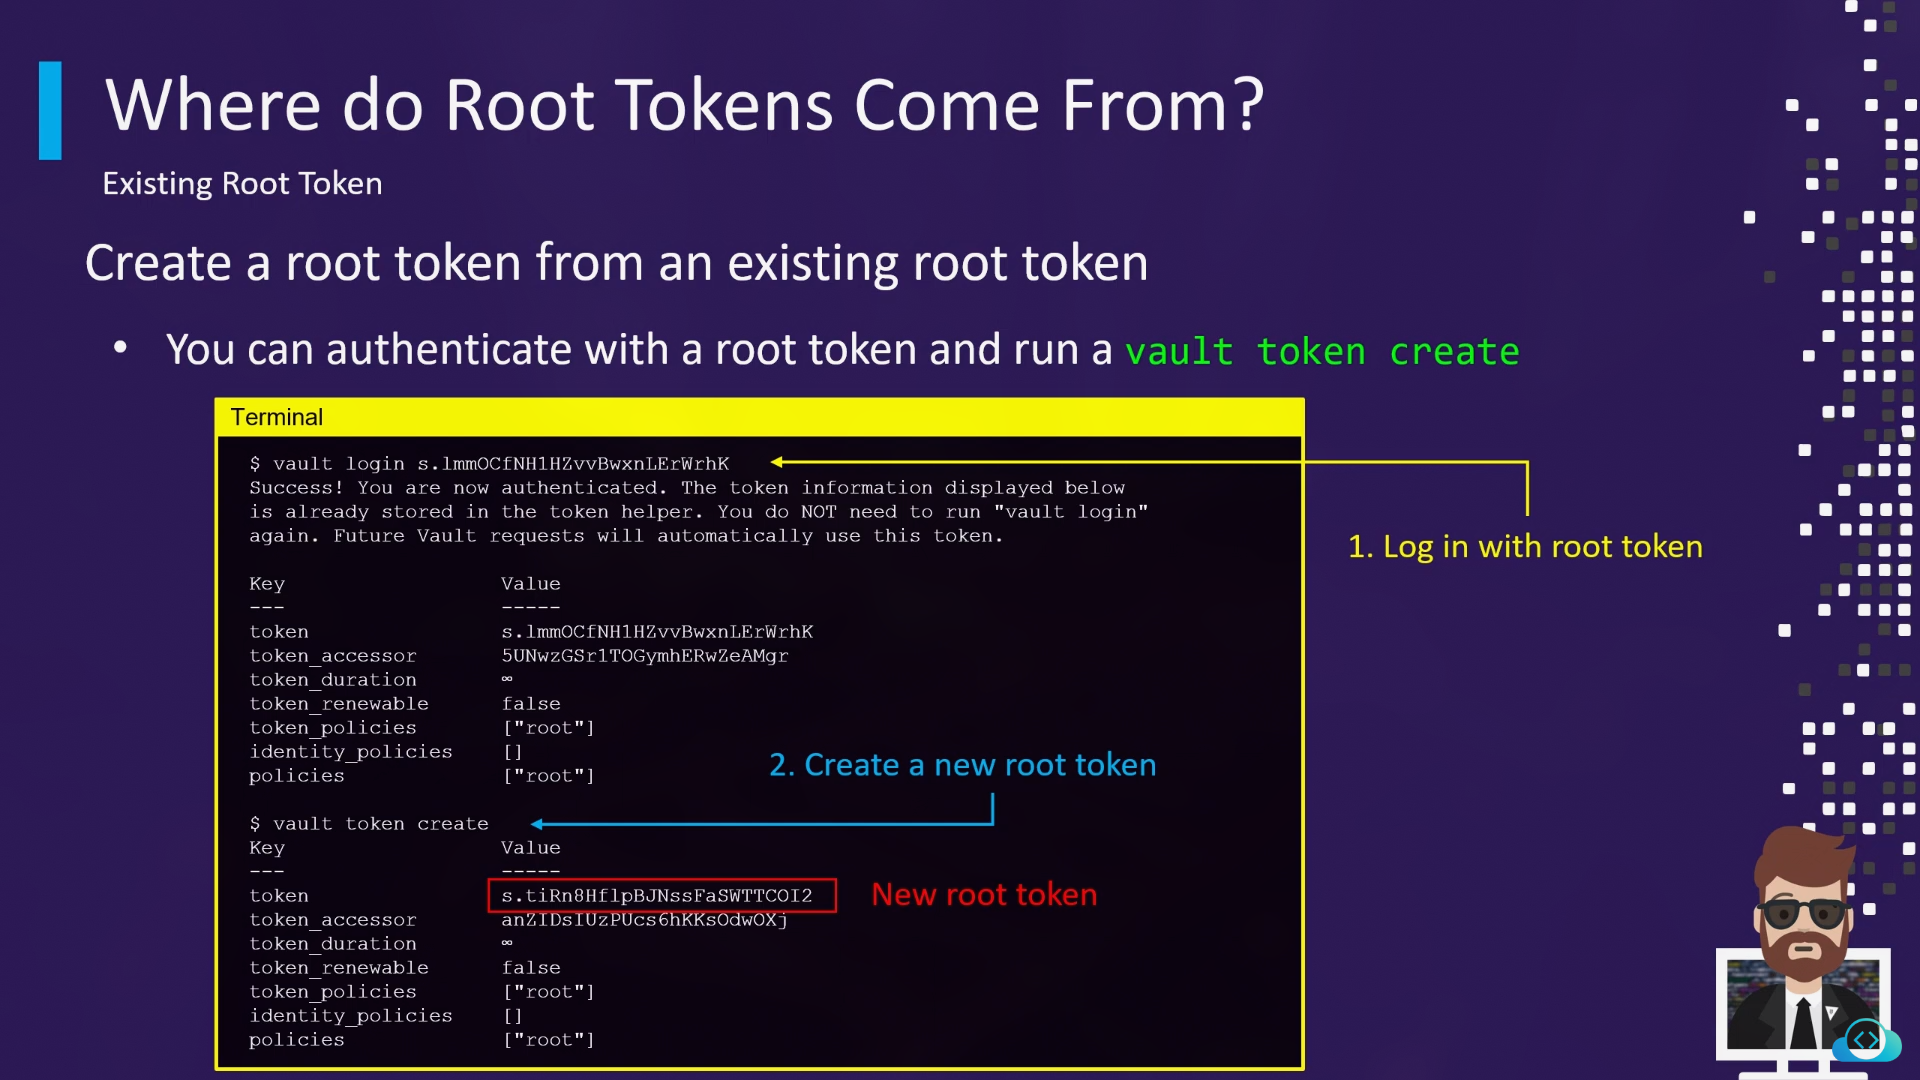 Where do Root Tokens Come From?
Existing Root Token
Create a root token from an existing root token
• You can authenticate with a root token and run a vault token create
Terminal
$ vault login s.lmmOCfNH1HZvvBwxnLErWrhK
Success! You are now authenticated. The token information displayed below
is already stored in the token helper. You do NOT need to run "vault login"
again. Future Vault requests will automatically use this token.
1. Log in with root token
Key Value
--- -----
token s.lmmOCfNH1HZvvBwxnLErWrhK
token_accessor 5UNwzGSr1TOGymhERwZeAMgr
token_duration ∞
token_renewable false
token_policies ["root"]
identity_policies []
policies ["root"]
2. Create a new root token
$ vault token create
Key Value
--- -----
token s.tiRn8HflpBJNssFaSWTTCOI2
New root token
token_accessor anZIDsIUzPUcs6hKKsOdwOXj
token_duration ∞
token_renewable false
token_policies ["root"]
identity_policies []
policies ["root"]